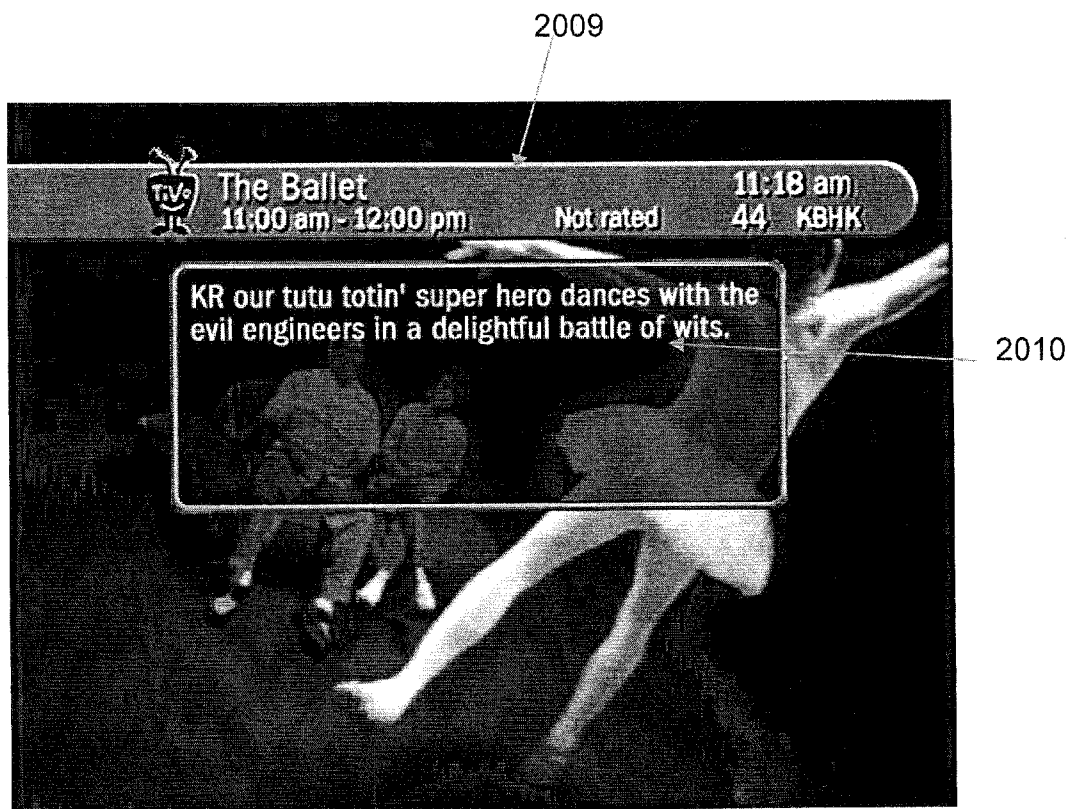 2009
TiVo
The Ballet 11:18 am
11:00 am - 12:00 pm Not rated 44 KBHK
KR our tutu totin' super hero dances with the
evil engineers in a delightful battle of wits.
2010